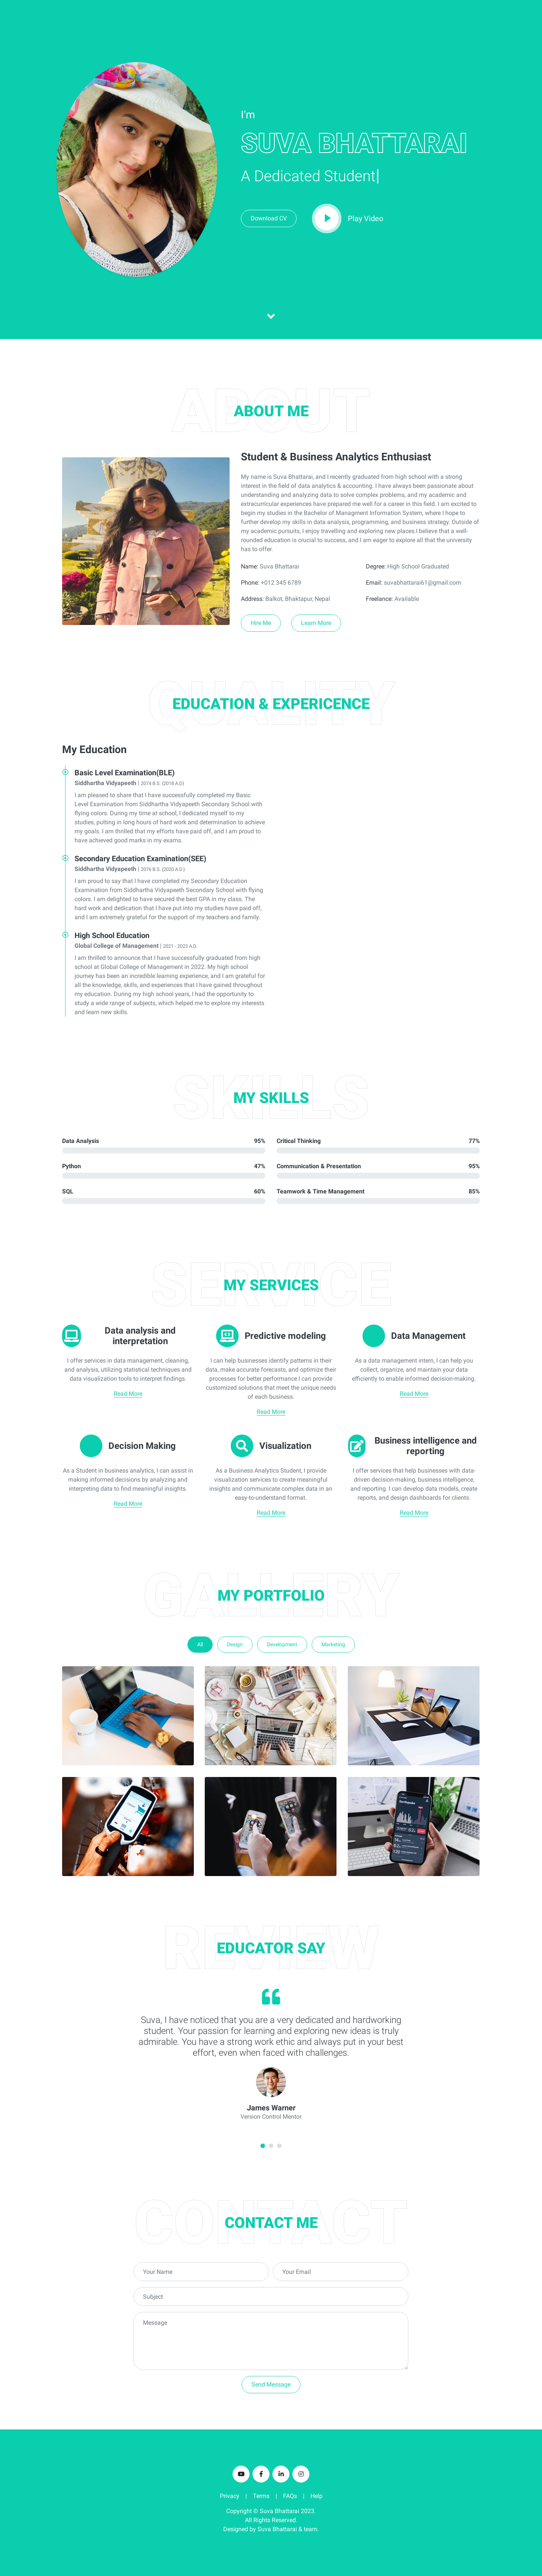 I'm
SUVA BHATTARAI
A Dedicated Student|
Download CV
Play Video
ABOUT
ABOUT ME
Student & Business Analytics Enthusiast
My name is Suva Bhattarai, and I recently graduated from high school with a strong
interest in the field of data analytics & accounting. I have always been passionate about
understanding and analyzing data to solve complex problems, and my academic and
extracurricular experiences have prepared me well for a career in this field. I am excited to
begin my studies in the Bachelor of Managment Information System, where I hope to
further develop my skills in data analysis, programming, and business strategy. Outside of
my academic pursuits, I enjoy travelling and exploring new places.I believe that a well-
rounded education is crucial to success, and I am eager to explore all that the university
has to offer.
Name: Suva Bhattarai
Degree: High School Graduated
Phone: +012 345 6789
Email: suvabhattarai61@gmail.com
Address: Balkot, Bhaktapur, Nepal
Freelance: Available
Hire Me
Learn More
QUALITY
EDUCATION & EXPERICENCE
My Education
Basic Level Examination(BLE)
Siddhartha Vidyapeeth | 2074 B.S. (2018 A.D)
I am pleased to share that I have successfully completed my Basic
Level Examination from Siddhartha Vidyapeeth Secondary School with
flying colors. During my time at school, I dedicated myself to my
studies, putting in long hours of hard work and determination to achieve
my goals. I am thrilled that my efforts have paid off, and I am proud to
have achieved good marks in my exams.
Secondary Education Examination(SEE)
Siddhartha Vidyapeeth | 2076 B.S. (2020 A.D.)
I am proud to say that I have completed my Secondary Education
Examination from Siddhartha Vidyapeeth Secondary School with flying
colors. I am delighted to have secured the best GPA in my class. The
hard work and dedication that I have put into my studies have paid off,
and I am extremely grateful for the support of my teachers and family.
High School Education
Global College of Management | 2021 - 2023 A.D.
I am thrilled to announce that I have successfully graduated from high
school at Global College of Management in 2022. My high school
journey has been an incredible learning experience, and I am grateful for
all the knowledge, skills, and experiences that I have gained throughout
my education. During my high school years, I had the opportunity to
study a wide range of subjects, which helped me to explore my interests
and learn new skills.
SKILLS
MY SKILLS
Data Analysis 95%
Critical Thinking 77%
Python 47%
Communication & Presentation 95%
SQL 60%
Teamwork & Time Management 85%
SERVICE
MY SERVICES
Data analysis and
interpretation
I offer services in data management, cleaning,
and analysis, utilizing statistical techniques and
data visualization tools to interpret findings.
Read More
Predictive modeling
I can help businesses identify patterns in their
data, make accurate forecasts, and optimize their
processes for better performance.I can provide
customized solutions that meet the unique needs
of each business.
Read More
Data Management
As a data management intern, I can help you
collect, organize, and maintain your data
efficiently to enable informed decision-making.
Read More
Decision Making
As a Student in business analytics, I can assist in
making informed decisions by analyzing and
interpreting data to find meaningful insights.
Read More
Visualization
As a Business Analytics Student, I provide
visualization services to create meaningful
insights and communicate complex data in an
easy-to-understand format.
Read More
Business intelligence and
reporting
I offer services that help businesses with data-
driven decision-making, business intelligence,
and reporting. I can develop data models, create
reports, and design dashboards for clients.
Read More
GALLERY
MY PORTFOLIO
All
Design
Development
Marketing
REVIEW
EDUCATOR SAY
Suva, I have noticed that you are a very dedicated and hardworking
student. Your passion for learning and exploring new ideas is truly
admirable. You have a strong work ethic and always put in your best
effort, even when faced with challenges.
James Warner
Version Control Mentor
CONTACT
CONTACT ME
Your Name
Your Email
Subject
Message
Send Message
Privacy | Terms | FAQs | Help
Copyright © Suva Bhattarai 2023.
All Rights Reserved.
Designed by Suva Bhattarai & team.